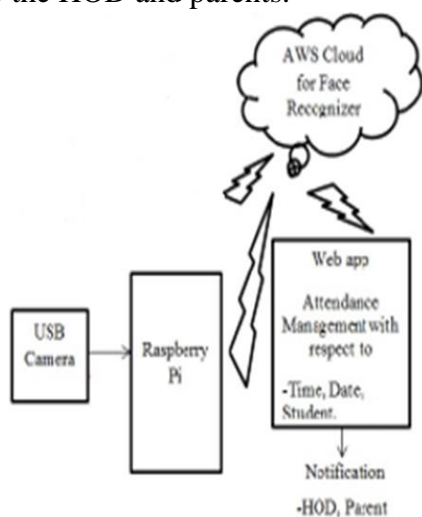 the HOD and parents.
AWS Cloud
for Face
Recognizer
USB
Camera
Raspberry
Pi
Web app
Attendance
Management with
respect to
-Time, Date,
Student.
Notification
-HOD, Parent